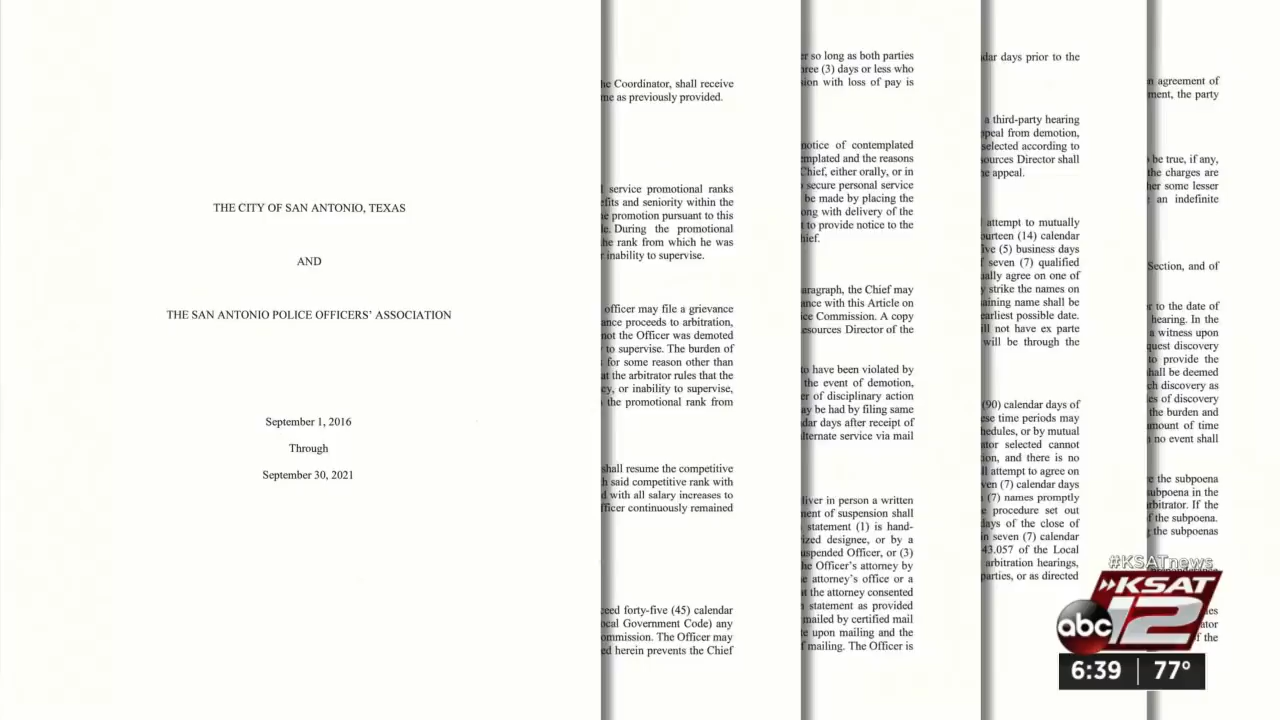 THE CITY OF SAN ANTONIO, TEXAS
AND
THE SAN ANTONIO POLICE OFFICERS' ASSOCIATION
September 1, 2016
Through
September 30, 2021
he Coordinator, shall receive
me as previously provided.
l service promotional ranks
efits and seniority within the
e promotion pursuant to this
le. During the promotional
he rank from which he was
r inability to supervise.
officer may file a grievance
ance proceeds to arbitration,
not the Officer was demoted
to supervise. The burden of
for some reason other than
at the arbitrator rules that the
cy, or inability to supervise,
the promotional rank from
shall resume the competitive
h said competitive rank with
d with all salary increases to
fficer continuously remained
ceed forty-five (45) calendar
ocal Government Code) any
ommission. The Officer may
ed herein prevents the Chief
er so long as both parties
hree (3) days or less who
sion with loss of pay is
notice of contemplated
emplated and the reasons
Chief, either orally, or in
secure personal service
be made by placing the
ong with delivery of the
t to provide notice to the
hief.
aragraph, the Chief may
ance with this Article on
ice Commission. A copy
esources Director of the
to have been violated by
the event of demotion,
er of disciplinary action
ay be had by filing same
dar days after receipt of
lternate service via mail
liver in person a written
ment of suspension shall
statement (1) is hand-
ized designee, or by a
uspended Officer, or (3)
he Officer's attorney by
e attorney's office or a
t the attorney consented
statement as provided
mailed by certified mail
te upon mailing and the
f mailing. The Officer is
dar days prior to the
a third-party hearing
peal from demotion,
selected according to
sources Director shall
e appeal.
attempt to mutually
urteen (14) calendar
ive (5) business days
f seven (7) qualified
ally agree on one of
y strike the names on
aining name shall be
earliest possible date.
ll not have ex parte
will be through the
(90) calendar days of
ese time periods may
hedules, or by mutual
ator selected cannot
ion, and there is no
ll attempt to agree on
ven (7) calendar days
(7) names promptly
e procedure set out
days of the close of
in seven (7) calendar
43.057 of the Local
arbitration hearings,
parties, or as directed
n agreement of
ment, the party
be true, if any,
the charges are
her some lesser
an indefinite
Section, and of
or to the date of
hearing. In the
a witness upon
quest discovery
to provide the
hall be deemed
ch discovery as
les of discovery
the burden and
amount of time
n no event shall
e the subpoena
subpoena in the
rbitrator. If the
f the subpoena.
g the subpoenas
ies
ator
f the
#KSATnews
KSAT
abc 12
6:39 77°